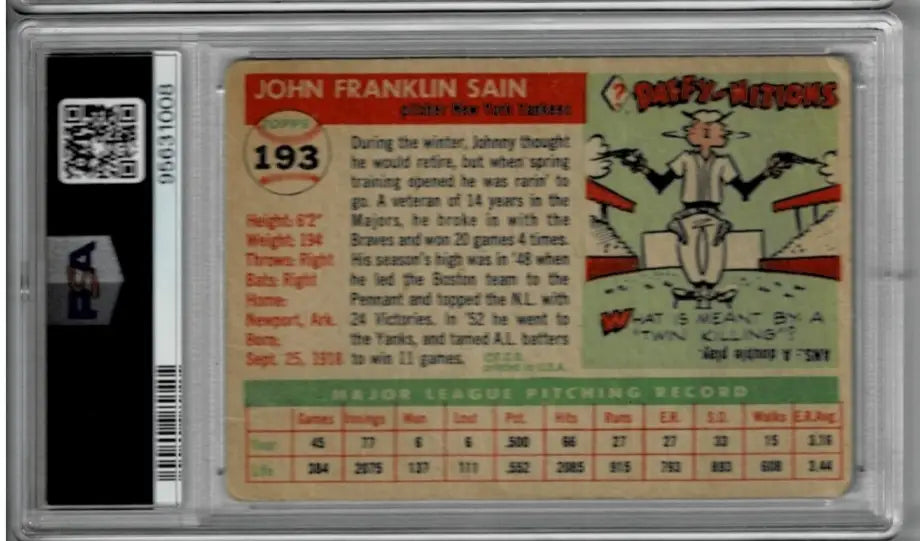 PSA
95631008
JOHN FRANKLIN SAIN
pitcher New York Yankees
TOPPS
193
Height: 6'2"
Weight: 194
Throws: Right
Bats: Right
Home:
Newport, Ark.
Born:
Sept. 25, 1918
During the winter, Johnny thought
he would retire, but when spring
training opened he was rarin' to
go. A veteran of 14 years in the
Majors, he broke in with the
Braves and won 20 games 4 times.
His season's high was in '48 when
he led the Boston team to the
Pennant and topped the N.L. with
24 Victories. In '52 he went to
the Yanks, and tamed A.L. batters
to win 11 games.
©T.C.G.
printed in U.S.A.
? DAFFY-NITIONS
WHAT IS MEANT BY A
"TWIN KILLING"?
ANS: A double play.
MAJOR LEAGUE PITCHING RECORD
Games Innings Won Lost Pct. Hits Runs E.R. S.O. Walks E.R.Avg.
Year 45 77 6 6 .500 66 27 27 33 15 3.16
Life 384 2075 137 111 .552 2085 915 793 893 608 3.44